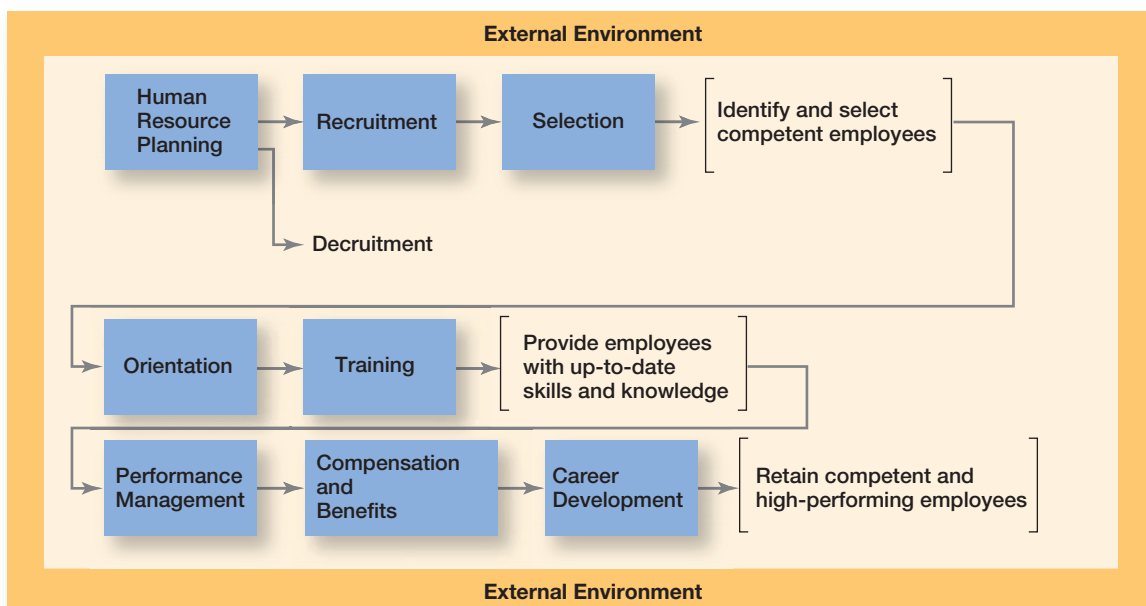 External Environment
Human
Resource
Planning
Recruitment
Selection
Identify and select
competent employees
Decruitment
Orientation
Training
Provide employees
with up-to-date
skills and knowledge
Performance
Management
Compensation
and
Benefits
Career
Development
Retain competent and
high-performing employees
External Environment